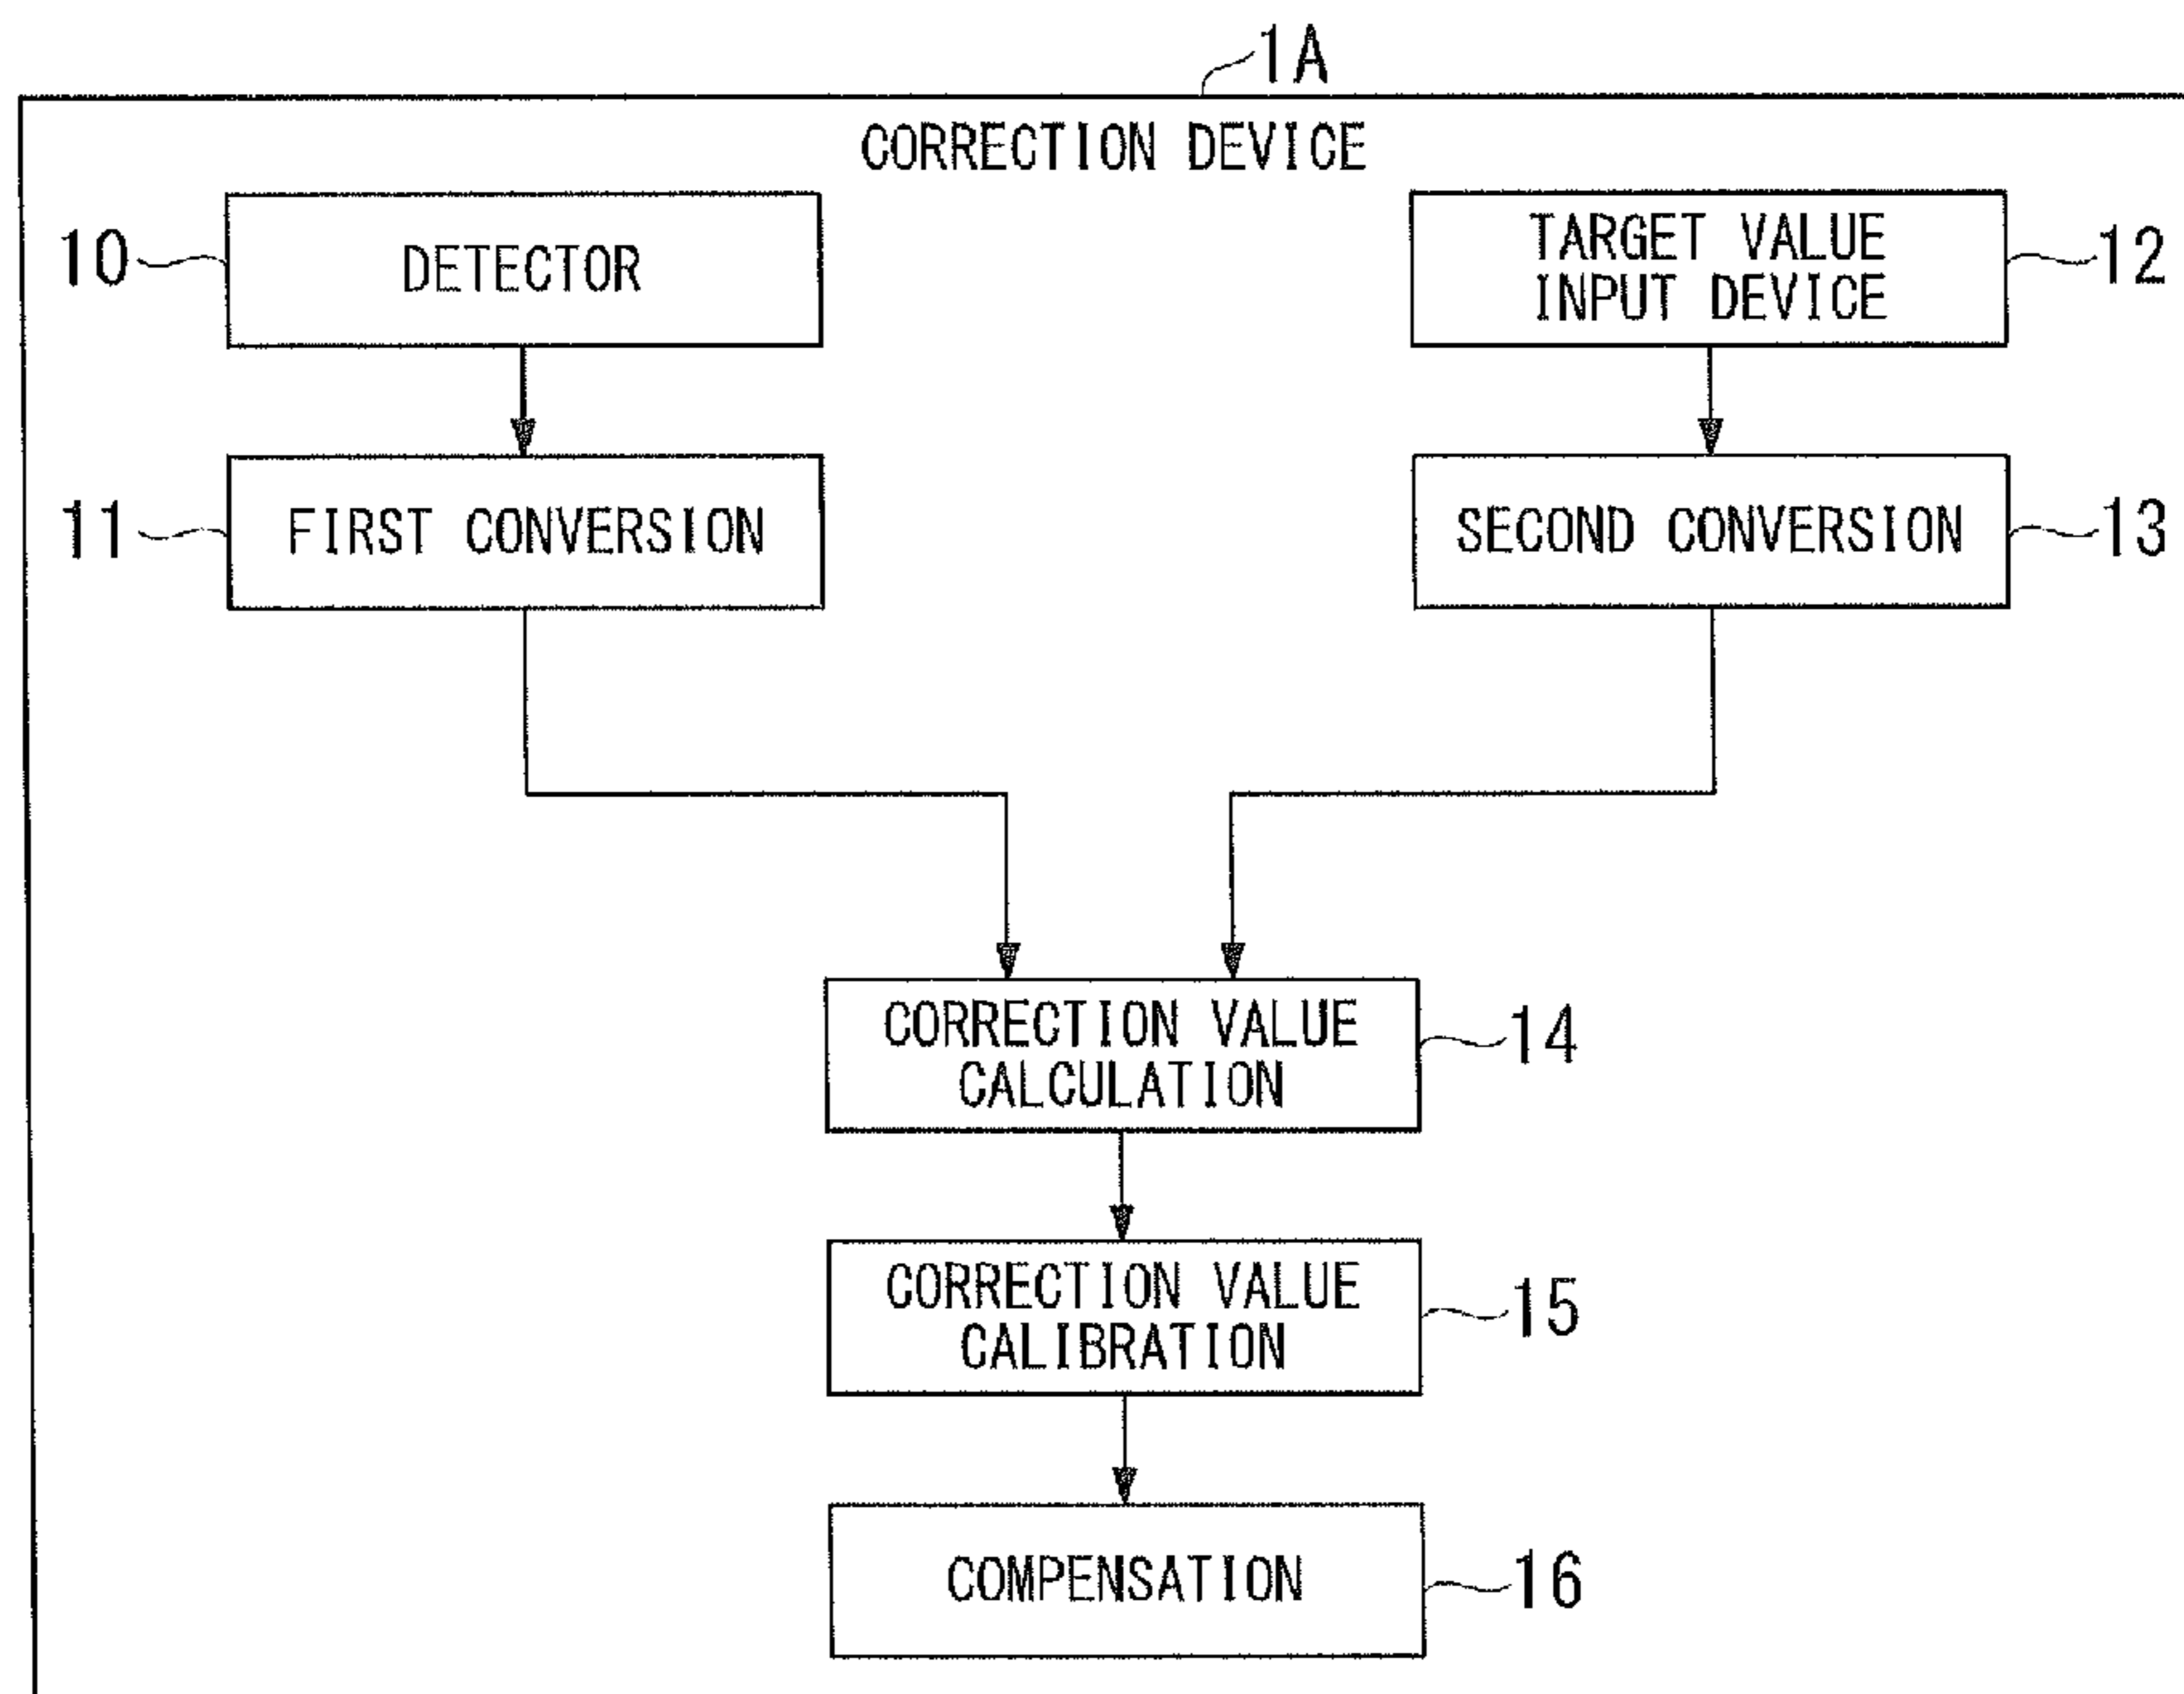 1A
CORRECTION DEVICE
10
DETECTOR
TARGET VALUE
INPUT DEVICE
12
11
FIRST CONVERSION
SECOND CONVERSION
13
CORRECTION VALUE
CALCULATION
14
CORRECTION VALUE
CALIBRATION
15
COMPENSATION
16